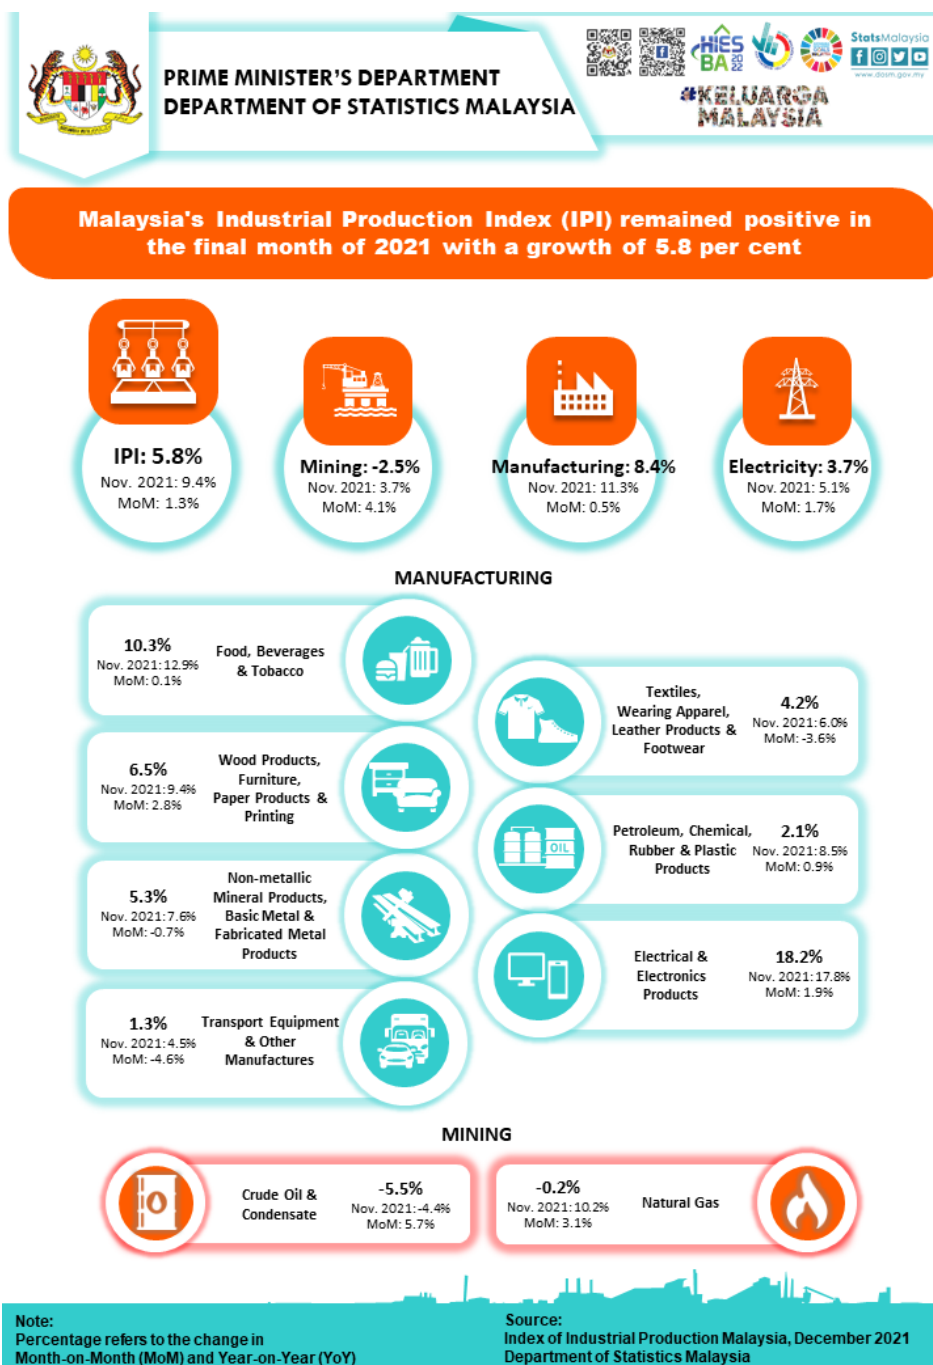 PRIME MINISTER'S DEPARTMENT
DEPARTMENT OF STATISTICS MALAYSIA
HIES
BA 2022
StatsMalaysia
www.dosm.gov.my
#KELUARGA
MALAYSIA
Malaysia's Industrial Production Index (IPI) remained positive in
the final month of 2021 with a growth of 5.8 per cent
IPI: 5.8%
Nov. 2021: 9.4%
MoM: 1.3%
Mining: -2.5%
Nov. 2021: 3.7%
MoM: 4.1%
Manufacturing: 8.4%
Nov. 2021: 11.3%
MoM: 0.5%
Electricity: 3.7%
Nov. 2021: 5.1%
MoM: 1.7%
MANUFACTURING
10.3%
Nov. 2021:12.9%
MoM: 0.1%
Food, Beverages
& Tobacco
Textiles,
Wearing Apparel,
Leather Products &
Footwear
4.2%
Nov. 2021:6.0%
MoM: -3.6%
6.5%
Nov. 2021:9.4%
MoM: 2.8%
Wood Products,
Furniture,
Paper Products &
Printing
OIL
Petroleum, Chemical,
Rubber & Plastic
Products
2.1%
Nov. 2021:8.5%
MoM: 0.9%
5.3%
Nov. 2021:7.6%
MoM: -0.7%
Non-metallic
Mineral Products,
Basic Metal &
Fabricated Metal
Products
Electrical &
Electronics
Products
18.2%
Nov. 2021:17.8%
MoM: 1.9%
1.3%
Nov. 2021:4.5%
MoM: -4.6%
Transport Equipment
& Other
Manufactures
MINING
Crude Oil &
Condensate
-5.5%
Nov. 2021:-4.4%
MoM: 5.7%
-0.2%
Nov. 2021:10.2%
MoM: 3.1%
Natural Gas
Note:
Percentage refers to the change in
Month-on-Month (MoM) and Year-on-Year (YoY)
Source:
Index of Industrial Production Malaysia, December 2021
Department of Statistics Malaysia